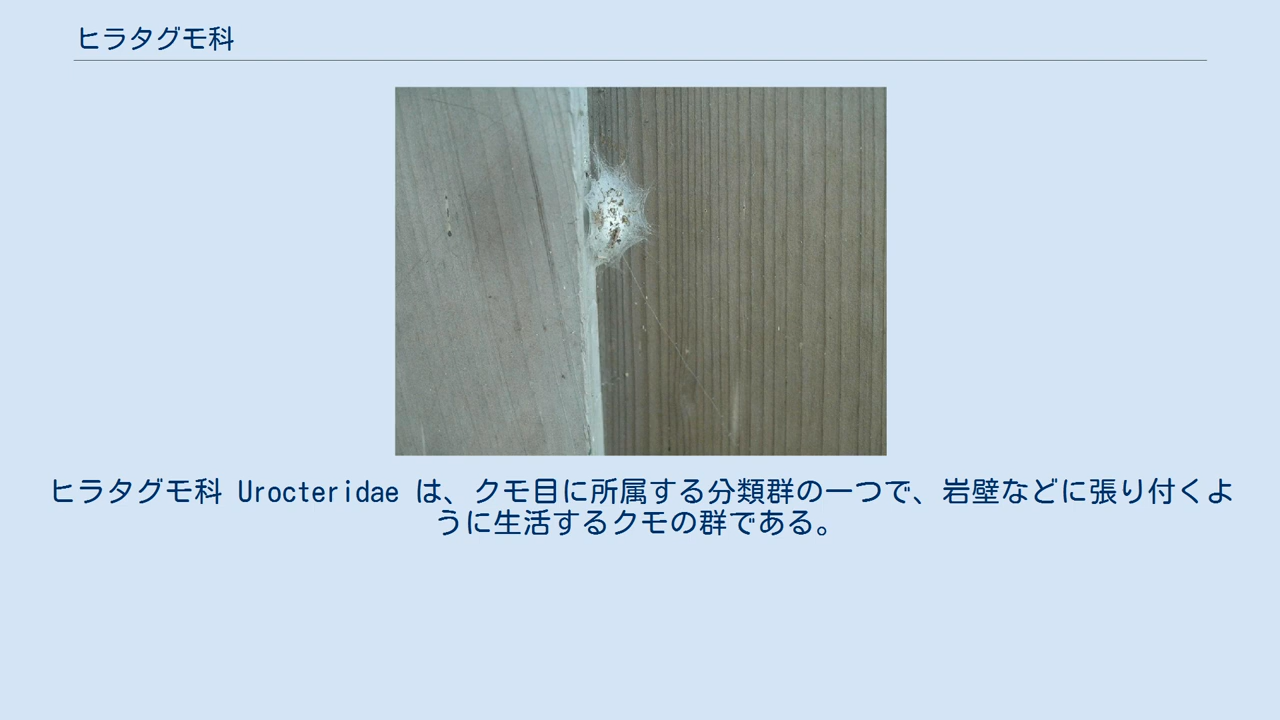 ヒラタグモ科
ヒラタグモ科 Urocteridae は、クモ目に所属する分類群の一つで、岩壁などに張り付くよ
うに生活するクモの群である。